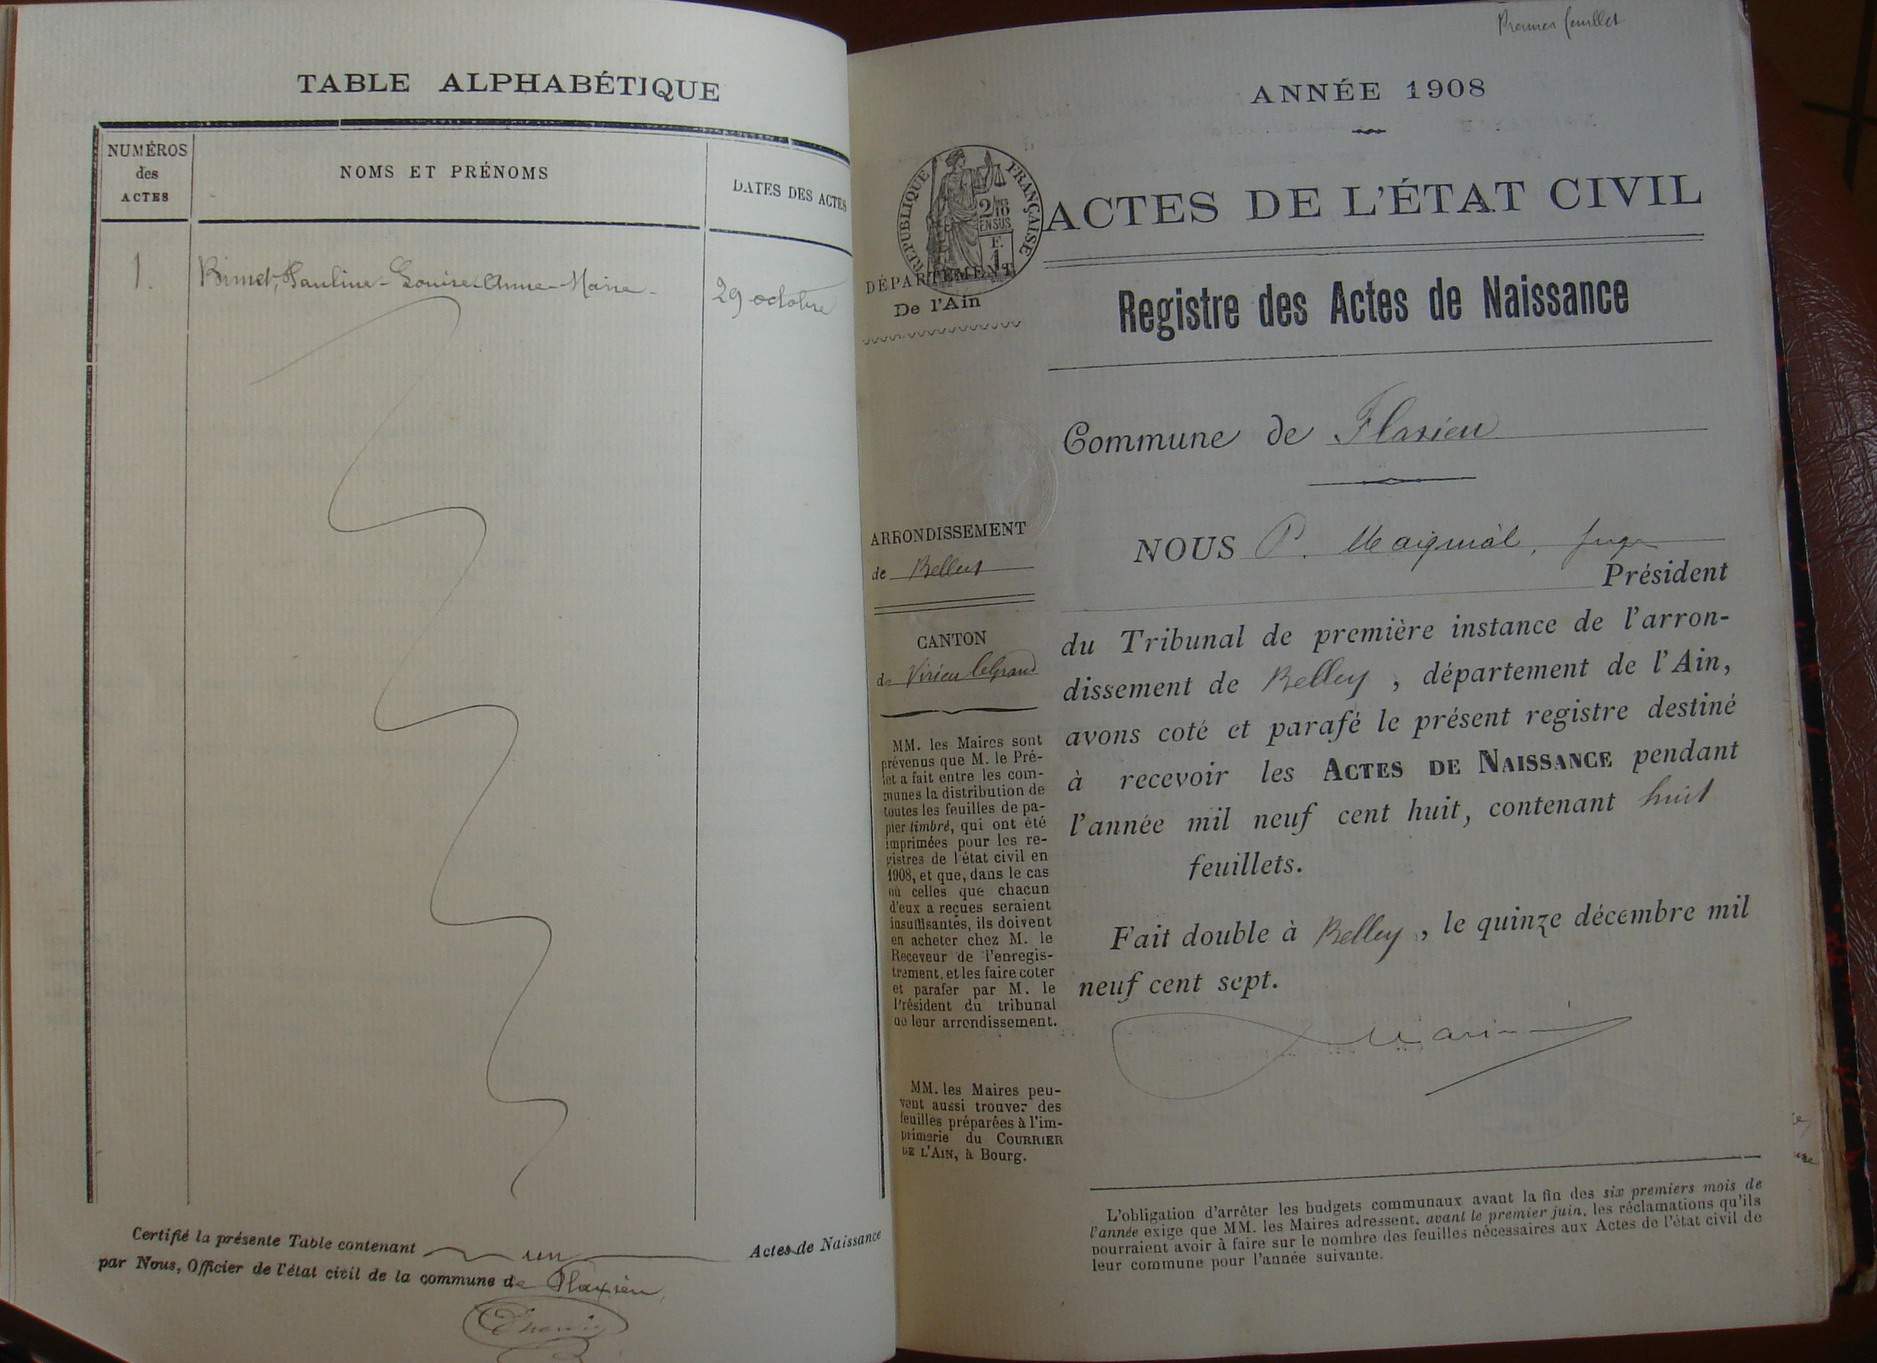 TABLE ALPHABÉTIQUE
NUMÉROS
des
ACTES
NOMS ET PRÉNOMS
DATES DES ACTES
1. Bimet, Pauline-Louise-Anne-Marie- 29 octobre
Certifié la présente Table contenant un Actes de Naissance
par Nous, Officier de l'état civil de la commune de Flaxieu
Premier feuillet
ANNÉE 1908
RÉPUBLIQUE FRANÇAISE
2/10
EN SUS
F.
1
ACTES DE L'ÉTAT CIVIL
DÉPARTEMENT
De l'Ain
Registre des Actes de Naissance
Commune de Flaxieu
ARRONDISSEMENT
de Belley
CANTON
de Virieu leGrand
MM. les Maires sont
prévenus que M. le Pré-
fet a fait entre les com-
munes la distribution de
toutes les feuilles de pa-
pier timbré, qui ont été
imprimées pour les re-
gistres de l'état civil en
1908, et que, dans le cas
où celles que chacun
d'eux a reçues seraient
insuffisantes, ils doivent
en acheter chez M. le
Receveur de l'enregis-
trement, et les faire coter
et parafer par M. le
Président du tribunal
de leur arrondissement.
MM. les Maires peu-
vent aussi trouver des
feuilles préparées à l'im-
primerie du COURRIER
DE L'AIN, à Bourg.
NOUS P. Maignial, Juge
Président
du Tribunal de première instance de l'arron-
dissement de Belley, département de l'Ain,
avons coté et parafé le présent registre destiné
à recevoir les ACTES DE NAISSANCE pendant
l'année mil neuf cent huit, contenant huit
feuillets.
Fait double à Belley, le quinze décembre mil
neuf cent sept.
L'obligation d'arrêter les budgets communaux avant la fin des six premiers mois de
l'année exige que MM. les Maires adressent, avant le premier juin, les réclamations qu'ils
pourraient avoir à faire sur le nombre des feuilles nécessaires aux Actes de l'état civil de
leur commune pour l'année suivante.